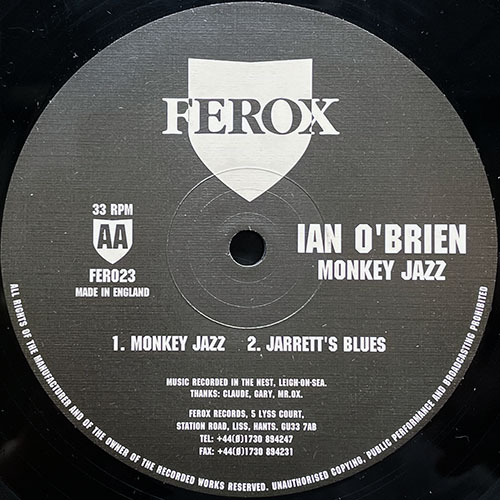 FEROX
33 RPM
AA
FER023
MADE IN ENGLAND
IAN O'BRIEN
MONKEY JAZZ
1. MONKEY JAZZ 2. JARRETT'S BLUES
MUSIC RECORDED IN THE NEST, LEIGH-ON-SEA.
THANKS: CLAUDE, GARY, MR.OX.
FEROX RECORDS, 5 LYSS COURT,
STATION ROAD, LISS, HANTS. GU33 7AB
TEL: +44(0)1730 894247
FAX: +44(0)1730 894231
ALL RIGHTS OF THE MANUFACTURER AND OF THE OWNER OF THE RECORDED WORKS RESERVED. UNAUTHORISED COPYING, PUBLIC PERFORMANCE AND BROADCASTING PROHIBITED